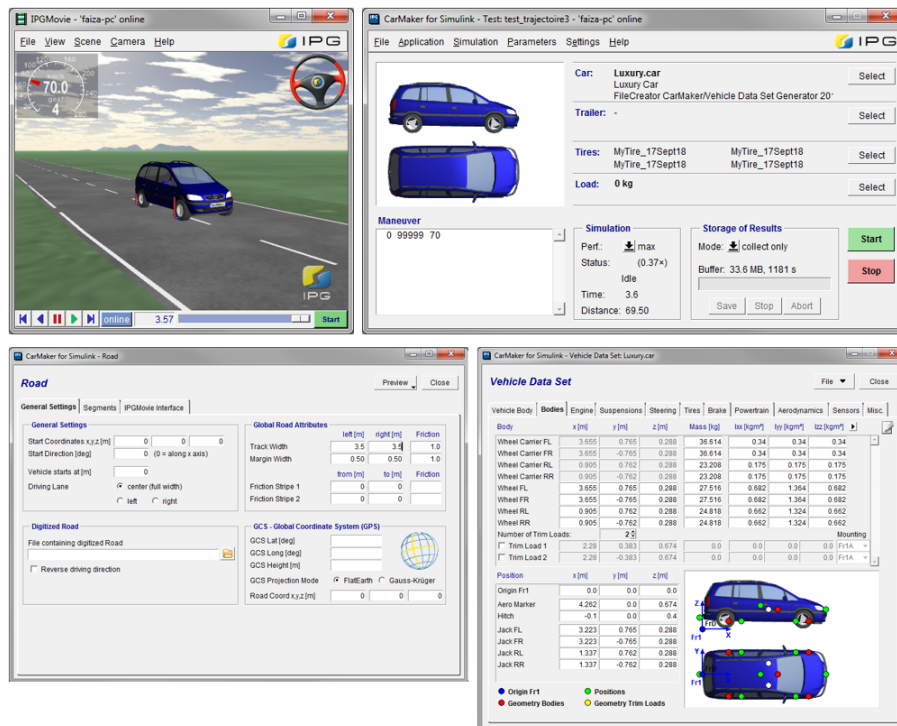 IPGMovie - 'faiza-pc' online
File View Scene Camera Help
IPG
km/h
70.0
gear
4
IPG
online 3.57 Start
CarMaker for Simulink - Test: test_trajectoire3 - 'faiza-pc' online
File Application Simulation Parameters Settings Help
IPG
Car: Luxury.car Select
Luxury Car
FileCreator CarMaker/Vehicle Data Set Generator 20
Trailer: - Select
Tires: MyTire_17Sept18 MyTire_17Sept18 Select
MyTire_17Sept18 MyTire_17Sept18
Load: 0 kg Select
Maneuver
0 99999 70
Simulation
Perf.: max
Status: (0.37×)
Idle
Time: 3.6
Distance: 69.50
Storage of Results
Mode: collect only
Buffer: 33.6 MB, 1181 s
Save Stop Abort
Start
Stop
CarMaker for Simulink - Road
Road Preview Close
General Settings Segments IPGMovie Interface
General Settings
Start Coordinates x,y,z [m] 0 0 0
Start Direction [deg] 0 (0 = along x axis)
Vehicle starts at [m] 0
Driving Lane center (full width)
left right
Global Road Attributes
left [m] right [m] Friction
Track Width 3.5 3.5 1.0
Margin Width 0.50 0.50 1.0
from [m] to [m] Friction
Friction Stripe 1 0 0
Friction Stripe 2 0 0
Digitized Road
File containing digitized Road
Reverse driving direction
GCS - Global Coordinate System (GPS)
GCS Lat [deg]
GCS Long [deg]
GCS Height [m]
GCS Projection Mode FlatEarth Gauss-Krüger
Road Coord x,y,z [m] 0 0 0
CarMaker for Simulink - Vehicle Data Set: Luxury.car
Vehicle Data Set File Close
Vehicle Body Bodies Engine Suspensions Steering Tires Brake Powertrain Aerodynamics Sensors Misc.
Body x [m] y [m] z [m] Mass [kg] Ixx [kgm²] Iyy [kgm²] Izz [kgm²]
Wheel Carrier FL 3.655 0.765 0.288 36.614 0.34 0.34 0.34
Wheel Carrier FR 3.655 -0.765 0.288 36.614 0.34 0.34 0.34
Wheel Carrier RL 0.905 0.762 0.288 23.208 0.175 0.175 0.175
Wheel Carrier RR 0.905 -0.762 0.288 23.208 0.175 0.175 0.175
Wheel FL 3.655 0.765 0.288 27.516 0.682 1.364 0.682
Wheel FR 3.655 -0.765 0.288 27.516 0.682 1.364 0.682
Wheel RL 0.905 0.762 0.288 24.818 0.662 1.324 0.662
Wheel RR 0.905 -0.762 0.288 24.818 0.662 1.324 0.662
Number of Trim Loads: 2 Mounting
Trim Load 1 2.28 0.383 0.674 0.0 0.0 0.0 0.0 Fr1A
Trim Load 2 2.28 -0.383 0.674 0.0 0.0 0.0 0.0 Fr1A
Position x [m] y [m] z [m]
Origin Fr1 0.0 0.0 0.0
Aero Marker 4.262 0.0 0.674
Hitch -0.1 0.0 0.4
Jack FL 3.223 0.765 0.288
Jack FR 3.223 -0.765 0.288
Jack RL 1.337 0.762 0.288
Jack RR 1.337 -0.762 0.288
Z
Fr0
Fr1 X
Y
Fr0
Fr1 X
Origin Fr1 Positions
Geometry Bodies Geometry Trim Loads